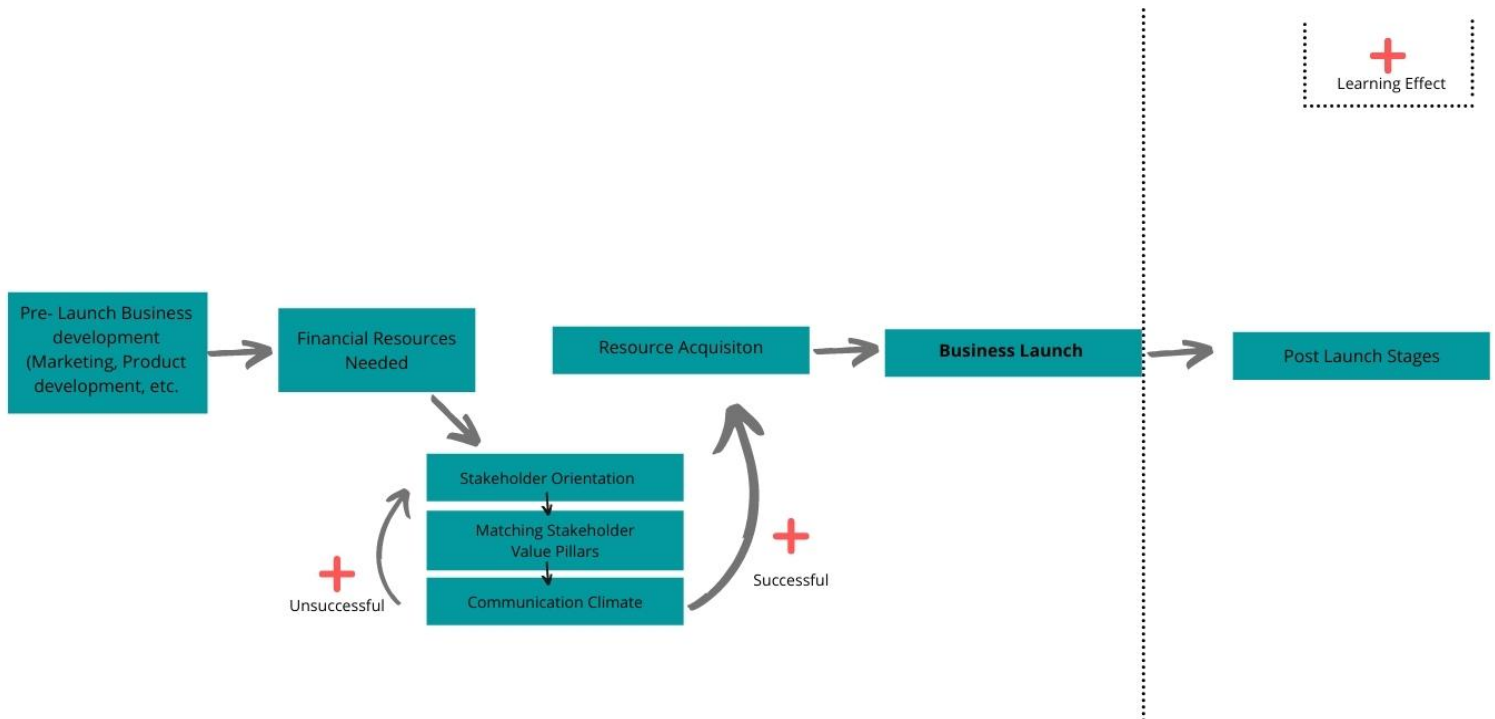 Learning Effect
Pre- Launch Business
development
(Marketing, Product
development, etc.
Financial Resources
Needed
Resource Acquisiton
Business Launch
Post Launch Stages
Stakeholder Orientation
Matching Stakeholder
Value Pillars
Communication Climate
Unsuccessful
Successful